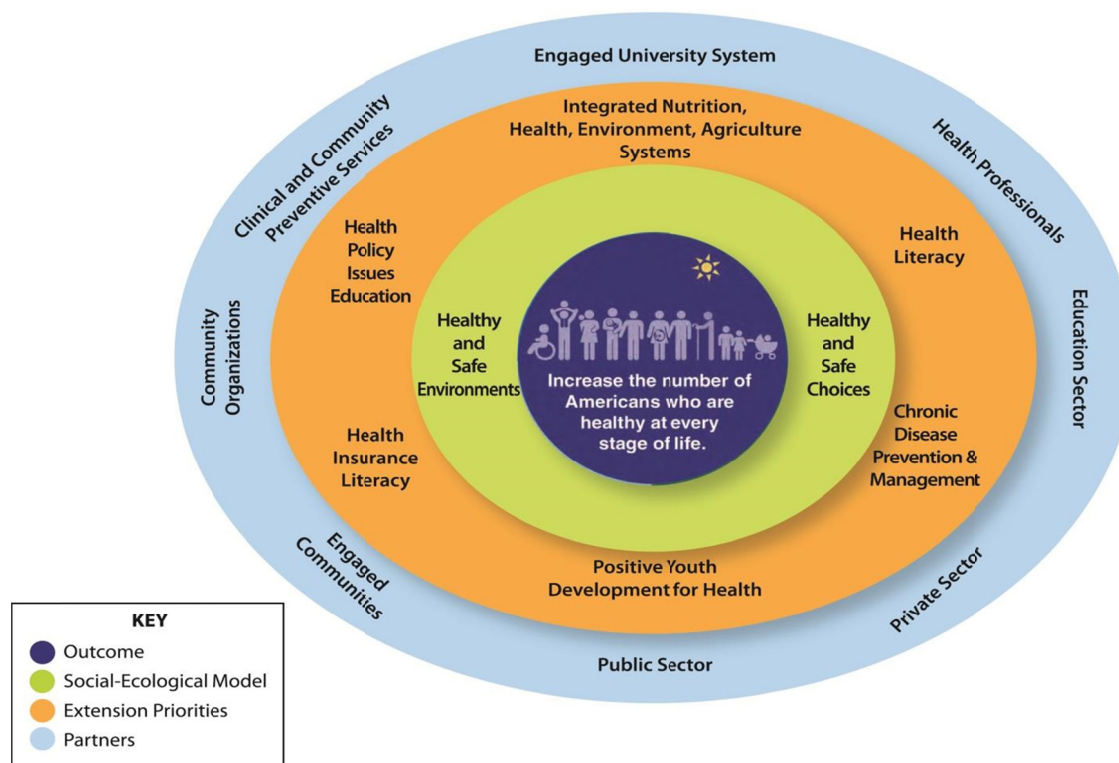 Engaged University System
Clinical and Community
Preventive Services
Health Professionals
Community
Organizations
Education Sector
Engaged
Communities
Private Sector
Public Sector
Integrated Nutrition,
Health, Environment, Agriculture
Systems
Health
Policy
Issues
Education
Health
Literacy
Health
Insurance
Literacy
Chronic
Disease
Prevention &
Management
Positive Youth
Development for Health
Healthy
and
Safe
Environments
Healthy
and
Safe
Choices
Increase the number of
Americans who are
healthy at every
stage of life.
KEY
Outcome
Social-Ecological Model
Extension Priorities
Partners